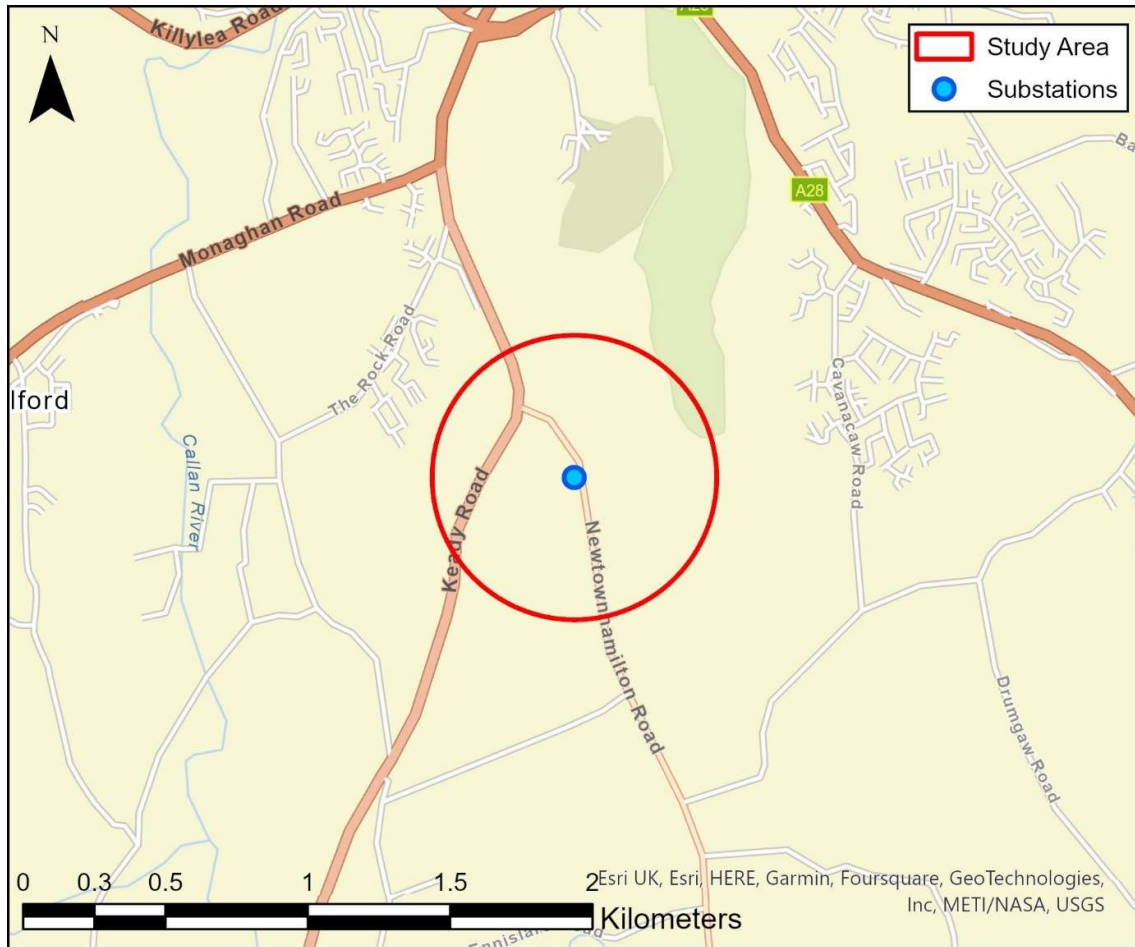 Killylea Road
A28
N
Study Area
Substations
Ba
A28
Monaghan Road
The Rock Road
lford
Callan River
Cavanacaw Road
Keady Road
Newtownhamilton Road
Drumgaw Road
0 0.3 0.5 1 1.5 2
Kilometers
Esri UK, Esri, HERE, Garmin, Foursquare, GeoTechnologies,
Inc, METI/NASA, USGS